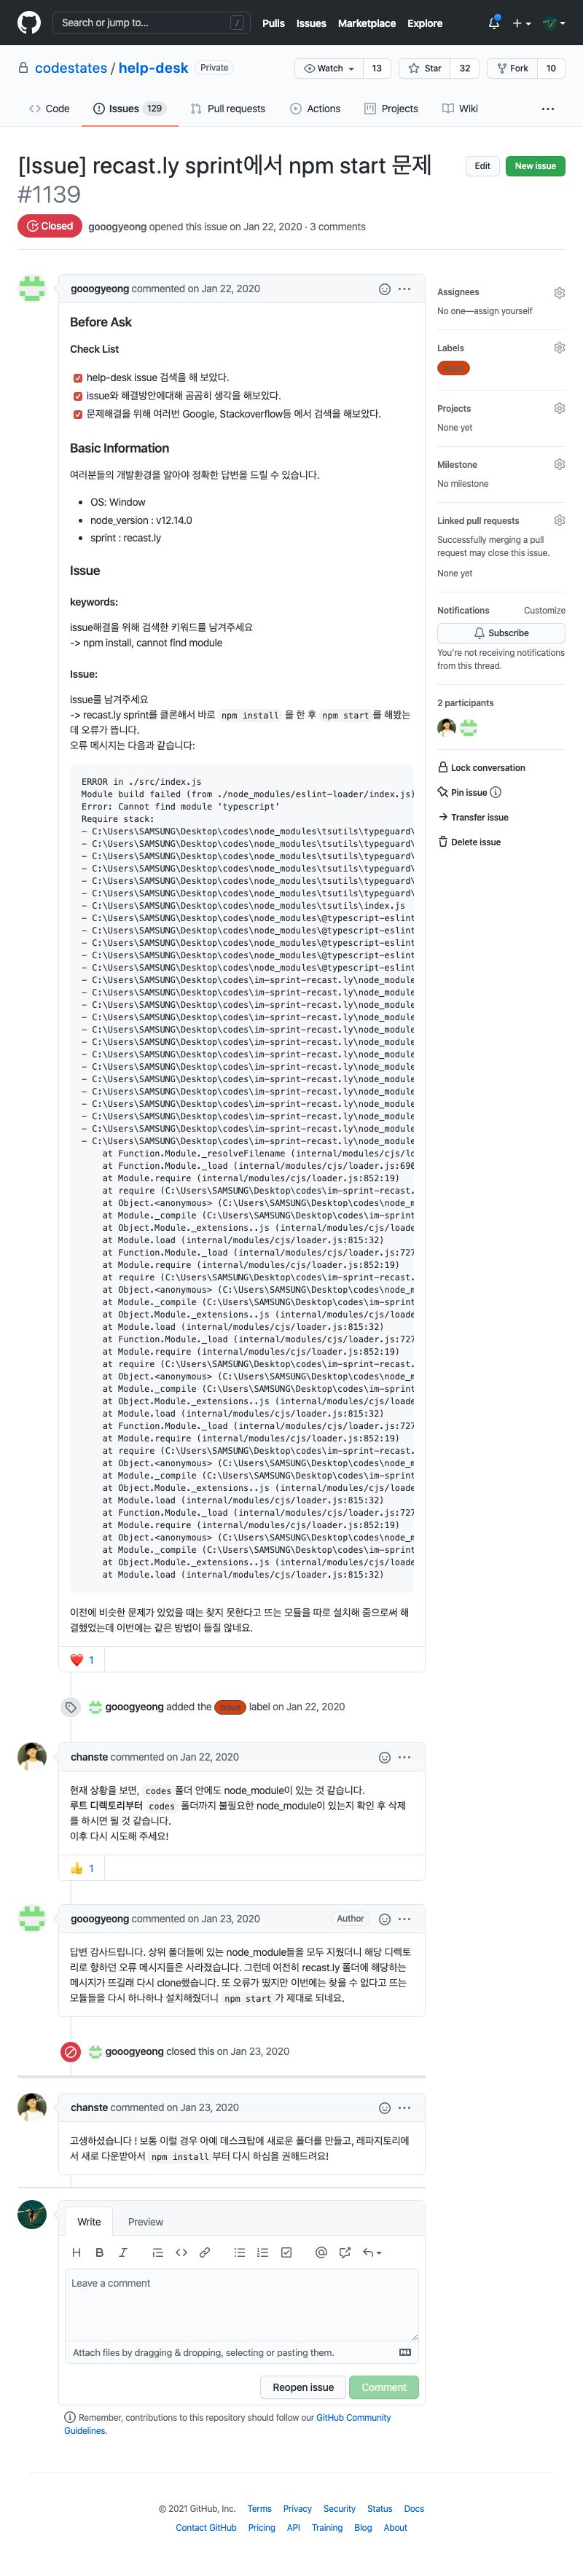 Search or jump to... /
Pulls Issues Marketplace Explore
codestates / help-desk Private
Watch 13 Star 32 Fork 10
Code Issues 129 Pull requests Actions Projects Wiki
[Issue] recast.ly sprint에서 npm start 문제
#1139
Edit New issue
Closed gooogyeong opened this issue on Jan 22, 2020 · 3 comments
gooogyeong commented on Jan 22, 2020
Before Ask
Check List
help-desk issue 검색을 해 보았다.
issue와 해결방안에대해 곰곰히 생각을 해보았다.
문제해결을 위해 여러번 Google, Stackoverflow등 에서 검색을 해보았다.
Basic Information
여러분들의 개발환경을 알아야 정확한 답변을 드릴 수 있습니다.
OS: Window
node_version : v12.14.0
sprint : recast.ly
Issue
keywords:
issue해결을 위해 검색한 키워드를 남겨주세요
-> npm install, cannot find module
Issue:
issue를 남겨주세요
-> recast.ly sprint를 클론해서 바로 npm install 을 한 후 npm start 를 해봤는
데 오류가 뜹니다.
오류 메시지는 다음과 같습니다:
ERROR in ./src/index.js
Module build failed (from ./node_modules/eslint-loader/index.js)
Error: Cannot find module 'typescript'
Require stack:
- C:\Users\SAMSUNG\Desktop\codes\node_modules\tsutils\typeguard\
- C:\Users\SAMSUNG\Desktop\codes\node_modules\tsutils\typeguard\
- C:\Users\SAMSUNG\Desktop\codes\node_modules\tsutils\typeguard\
- C:\Users\SAMSUNG\Desktop\codes\node_modules\tsutils\typeguard\
- C:\Users\SAMSUNG\Desktop\codes\node_modules\tsutils\typeguard\
- C:\Users\SAMSUNG\Desktop\codes\node_modules\tsutils\typeguard\
- C:\Users\SAMSUNG\Desktop\codes\node_modules\tsutils\index.js
- C:\Users\SAMSUNG\Desktop\codes\node_modules\@typescript-eslint
- C:\Users\SAMSUNG\Desktop\codes\node_modules\@typescript-eslint
- C:\Users\SAMSUNG\Desktop\codes\node_modules\@typescript-eslint
- C:\Users\SAMSUNG\Desktop\codes\node_modules\@typescript-eslint
- C:\Users\SAMSUNG\Desktop\codes\node_modules\@typescript-eslint
- C:\Users\SAMSUNG\Desktop\codes\im-sprint-recast.ly\node_module
- C:\Users\SAMSUNG\Desktop\codes\im-sprint-recast.ly\node_module
- C:\Users\SAMSUNG\Desktop\codes\im-sprint-recast.ly\node_module
- C:\Users\SAMSUNG\Desktop\codes\im-sprint-recast.ly\node_module
- C:\Users\SAMSUNG\Desktop\codes\im-sprint-recast.ly\node_module
- C:\Users\SAMSUNG\Desktop\codes\im-sprint-recast.ly\node_module
- C:\Users\SAMSUNG\Desktop\codes\im-sprint-recast.ly\node_module
- C:\Users\SAMSUNG\Desktop\codes\im-sprint-recast.ly\node_module
- C:\Users\SAMSUNG\Desktop\codes\im-sprint-recast.ly\node_module
- C:\Users\SAMSUNG\Desktop\codes\im-sprint-recast.ly\node_module
- C:\Users\SAMSUNG\Desktop\codes\im-sprint-recast.ly\node_module
- C:\Users\SAMSUNG\Desktop\codes\im-sprint-recast.ly\node_module
- C:\Users\SAMSUNG\Desktop\codes\im-sprint-recast.ly\node_module
- C:\Users\SAMSUNG\Desktop\codes\im-sprint-recast.ly\node_module
at Function.Module._resolveFilename (internal/modules/cjs/lo
at Function.Module._load (internal/modules/cjs/loader.js:690
at Module.require (internal/modules/cjs/loader.js:852:19)
at require (C:\Users\SAMSUNG\Desktop\codes\im-sprint-recast.
at Object.<anonymous> (C:\Users\SAMSUNG\Desktop\codes\node_m
at Module._compile (C:\Users\SAMSUNG\Desktop\codes\im-sprint
at Object.Module._extensions..js (internal/modules/cjs/loade
at Module.load (internal/modules/cjs/loader.js:815:32)
at Function.Module._load (internal/modules/cjs/loader.js:727
at Module.require (internal/modules/cjs/loader.js:852:19)
at require (C:\Users\SAMSUNG\Desktop\codes\im-sprint-recast.
at Object.<anonymous> (C:\Users\SAMSUNG\Desktop\codes\node_m
at Module._compile (C:\Users\SAMSUNG\Desktop\codes\im-sprint
at Object.Module._extensions..js (internal/modules/cjs/loade
at Module.load (internal/modules/cjs/loader.js:815:32)
at Function.Module._load (internal/modules/cjs/loader.js:727
at Module.require (internal/modules/cjs/loader.js:852:19)
at require (C:\Users\SAMSUNG\Desktop\codes\im-sprint-recast.
at Object.<anonymous> (C:\Users\SAMSUNG\Desktop\codes\node_m
at Module._compile (C:\Users\SAMSUNG\Desktop\codes\im-sprint
at Object.Module._extensions..js (internal/modules/cjs/loade
at Module.load (internal/modules/cjs/loader.js:815:32)
at Function.Module._load (internal/modules/cjs/loader.js:727
at Module.require (internal/modules/cjs/loader.js:852:19)
at require (C:\Users\SAMSUNG\Desktop\codes\im-sprint-recast.
at Object.<anonymous> (C:\Users\SAMSUNG\Desktop\codes\node_m
at Module._compile (C:\Users\SAMSUNG\Desktop\codes\im-sprint
at Object.Module._extensions..js (internal/modules/cjs/loade
at Module.load (internal/modules/cjs/loader.js:815:32)
at Function.Module._load (internal/modules/cjs/loader.js:727
at Module.require (internal/modules/cjs/loader.js:852:19)
at Object.<anonymous> (C:\Users\SAMSUNG\Desktop\codes\node_m
at Module._compile (C:\Users\SAMSUNG\Desktop\codes\im-sprint
at Object.Module._extensions..js (internal/modules/cjs/loade
at Module.load (internal/modules/cjs/loader.js:815:32)
이전에 비슷한 문제가 있었을 때는 찾지 못한다고 뜨는 모듈을 따로 설치해 줌으로써 해
결했었는데 이번에는 같은 방법이 들질 않네요.
1
gooogyeong added the issue label on Jan 22, 2020
chanste commented on Jan 22, 2020
현재 상황을 보면, codes 폴더 안에도 node_module이 있는 것 같습니다.
루트 디렉토리부터 codes 폴더까지 불필요한 node_module이 있는지 확인 후 삭제
를 하시면 될 것 같습니다.
이후 다시 시도해 주세요!
1
gooogyeong commented on Jan 23, 2020 Author
답변 감사드립니다. 상위 폴더들에 있는 node_module들을 모두 지웠더니 해당 디렉토
리로 향하던 오류 메시지들은 사라졌습니다. 그런데 여전히 recast.ly 폴더에 해당하는
메시지가 뜨길래 다시 clone했습니다. 또 오류가 떴지만 이번에는 찾을 수 없다고 뜨는
모듈들을 다시 하나하나 설치해줬더니 npm start 가 제대로 되네요.
gooogyeong closed this on Jan 23, 2020
chanste commented on Jan 23, 2020
고생하셨습니다 ! 보통 이럴 경우 아예 데스크탑에 새로운 폴더를 만들고, 레파지토리에
서 새로 다운받아서 npm install 부터 다시 하심을 권해드려요!
Write Preview
Leave a comment
Attach files by dragging & dropping, selecting or pasting them.
Reopen issue Comment
Remember, contributions to this repository should follow our GitHub Community
Guidelines.
Assignees
No one—assign yourself
Labels
issue
Projects
None yet
Milestone
No milestone
Linked pull requests
Successfully merging a pull
request may close this issue.
None yet
Notifications Customize
Subscribe
You're not receiving notifications
from this thread.
2 participants
Lock conversation
Pin issue
Transfer issue
Delete issue
© 2021 GitHub, Inc. Terms Privacy Security Status Docs
Contact GitHub Pricing API Training Blog About